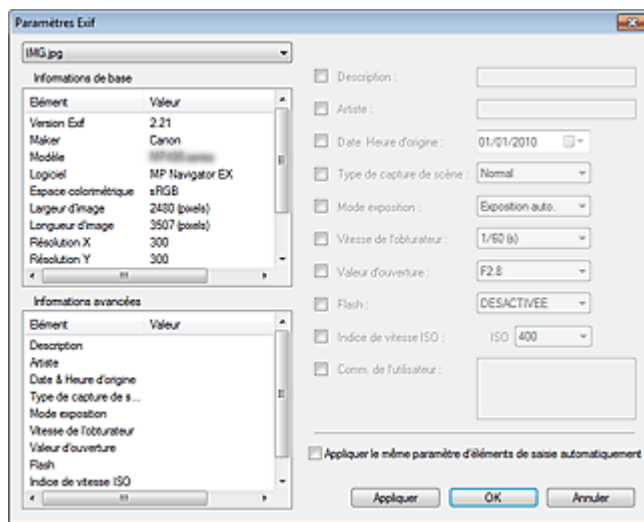 Paramètres Exif
IMG.jpg
Informations de base
Elément Valeur
Version Exif 2.21
Maker Canon
Modèle
Logiciel MP Navigator EX
Espace colorimétrique sRGB
Largeur d'image 2480 (pixels)
Longueur d'image 3507 (pixels)
Résolution X 300
Résolution Y 300
Informations avancées
Elément Valeur
Description
Artiste
Date & Heure d'origine
Type de capture de s...
Mode exposition
Vitesse de l'obturateur
Valeur d'ouverture
Flash
Indice de vitesse ISO
Description :
Artiste :
Date Heure d'origine : 01/01/2010
Type de capture de scène : Normal
Mode exposition : Exposition auto.
Vitesse de l'obturateur : 1/60 (s)
Valeur d'ouverture : F2.8
Flash : DESACTIVEE
Indice de vitesse ISO : ISO 400
Comm. de l'utilisateur :
Appliquer le même paramètre d'éléments de saisie automatiquement
Appliquer OK Annuler